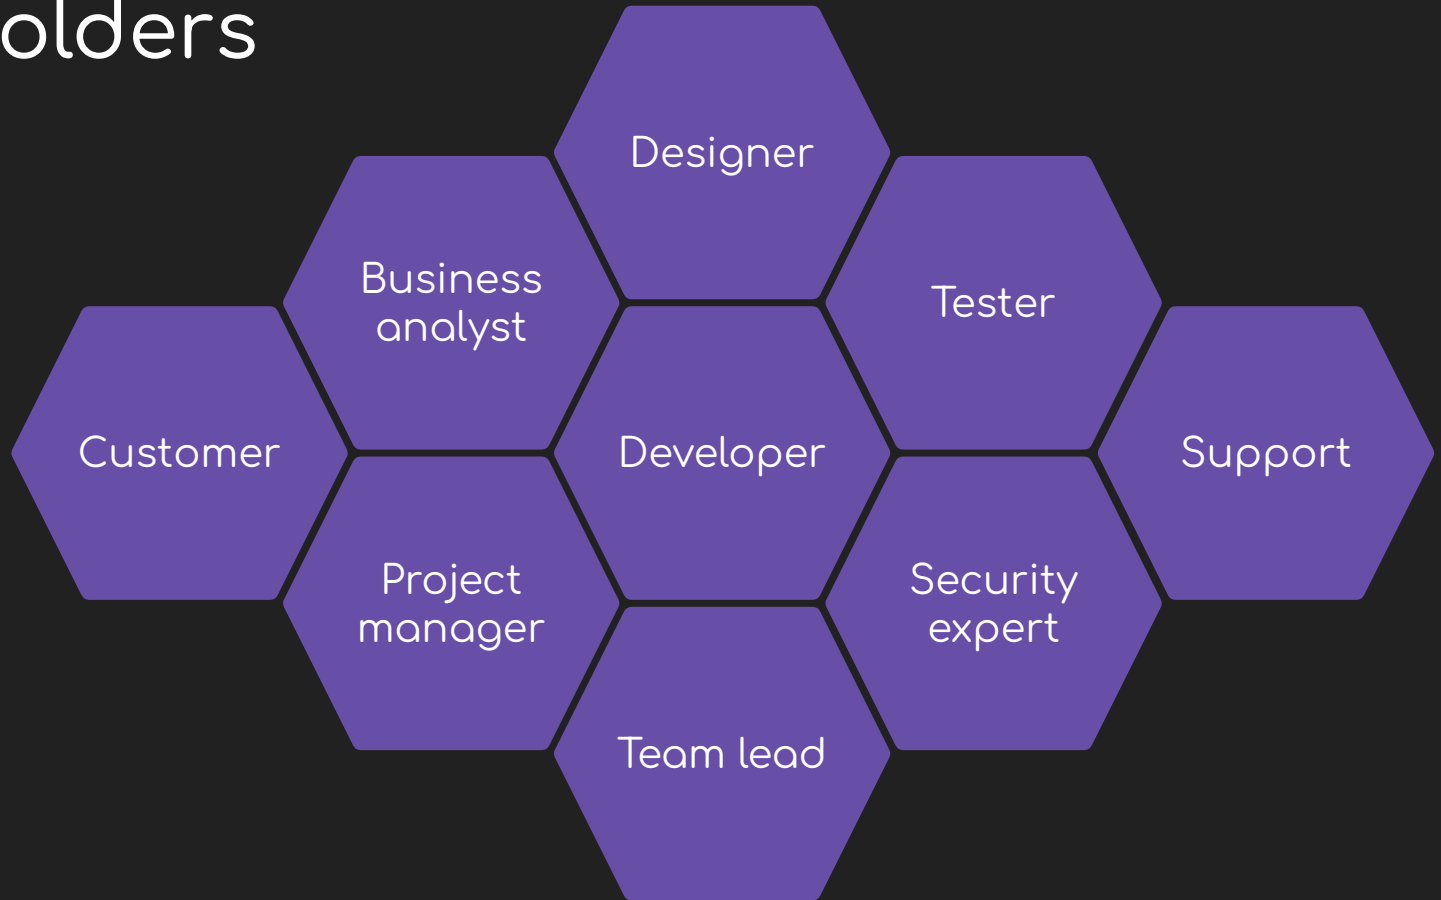 olders
Designer
Business
analyst
Tester
Customer
Developer
Support
Project
manager
Security
expert
Team lead